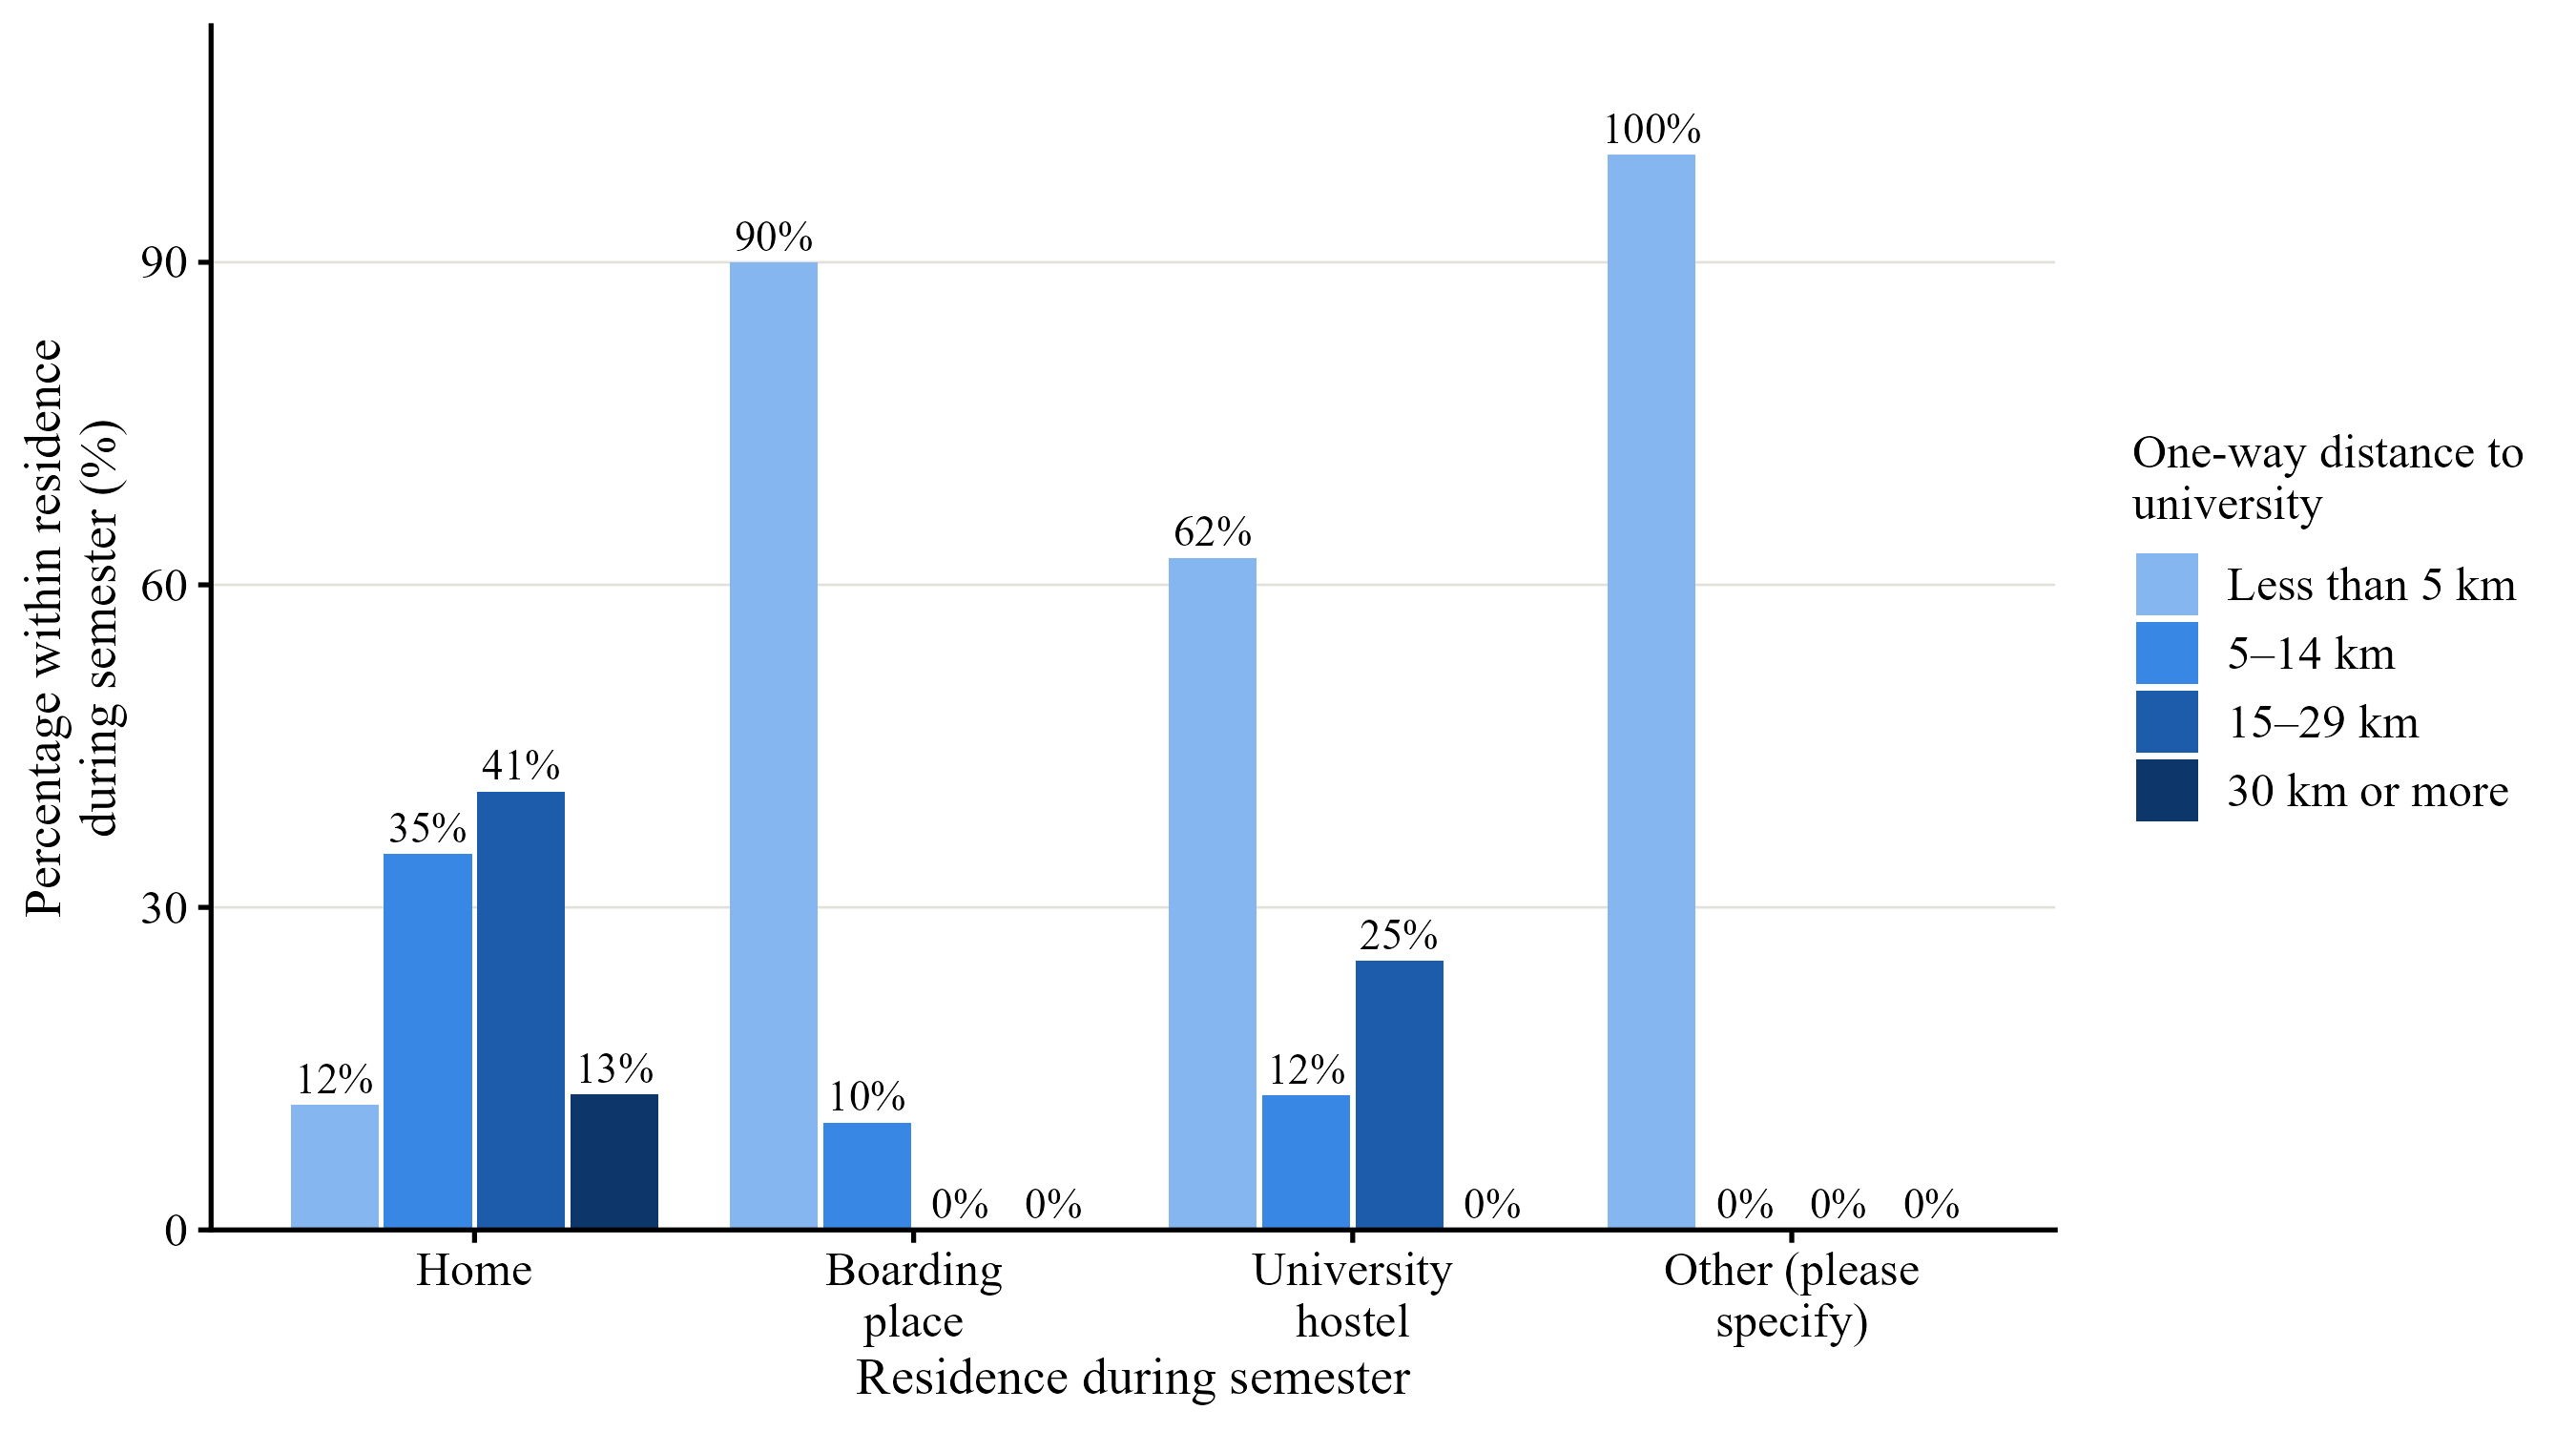 100%
90%
62%
41%
35%
25%
12%
13%
10%
12%
0%
0%
0%
0%
0%
0%
90
60
30
0
Percentage within residence
during semester (%)
Home
Boarding
place
University
hostel
Other (please
specify)
Residence during semester
One-way distance to
university
Less than 5 km
5–14 km
15–29 km
30 km or more